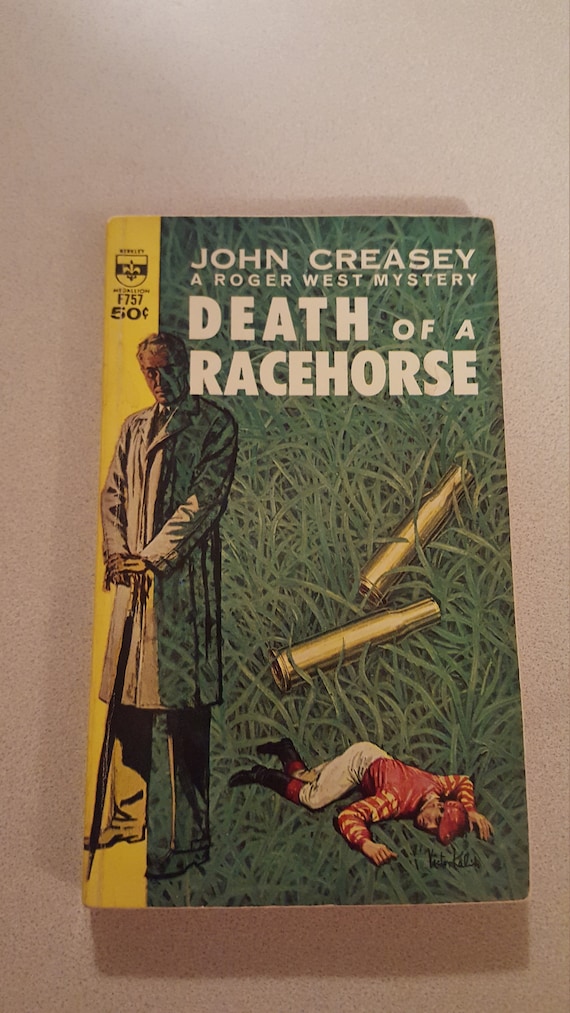 BERKLEY
MEDALLION
F757
50¢
JOHN CREASEY
A ROGER WEST MYSTERY
DEATH OF A
RACEHORSE